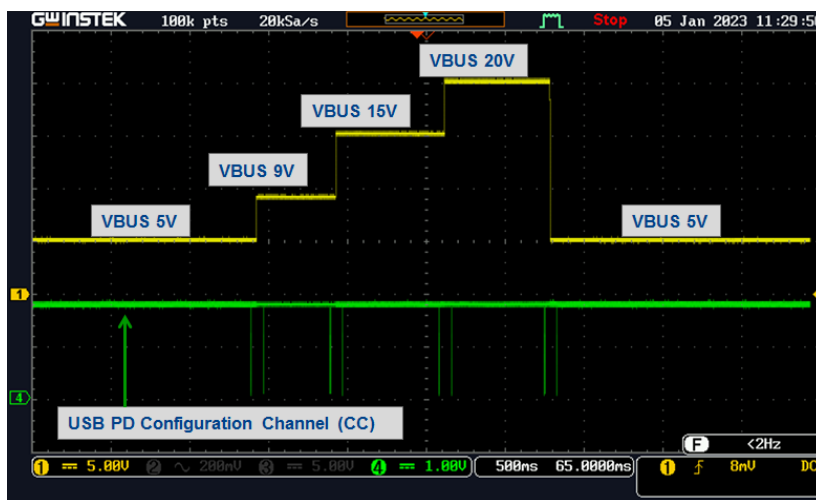 GWINSTEK 100k pts 20kSa/s Stop 05 Jan 2023 11:29:50
VBUS 20V
VBUS 15V
VBUS 9V
VBUS 5V
VBUS 5V
1
4
USB PD Configuration Channel (CC)
F <2Hz
1 5.00V 2 200mV 3 5.00V 4 1.00V 500ms 65.0000ms 1 8mV DC